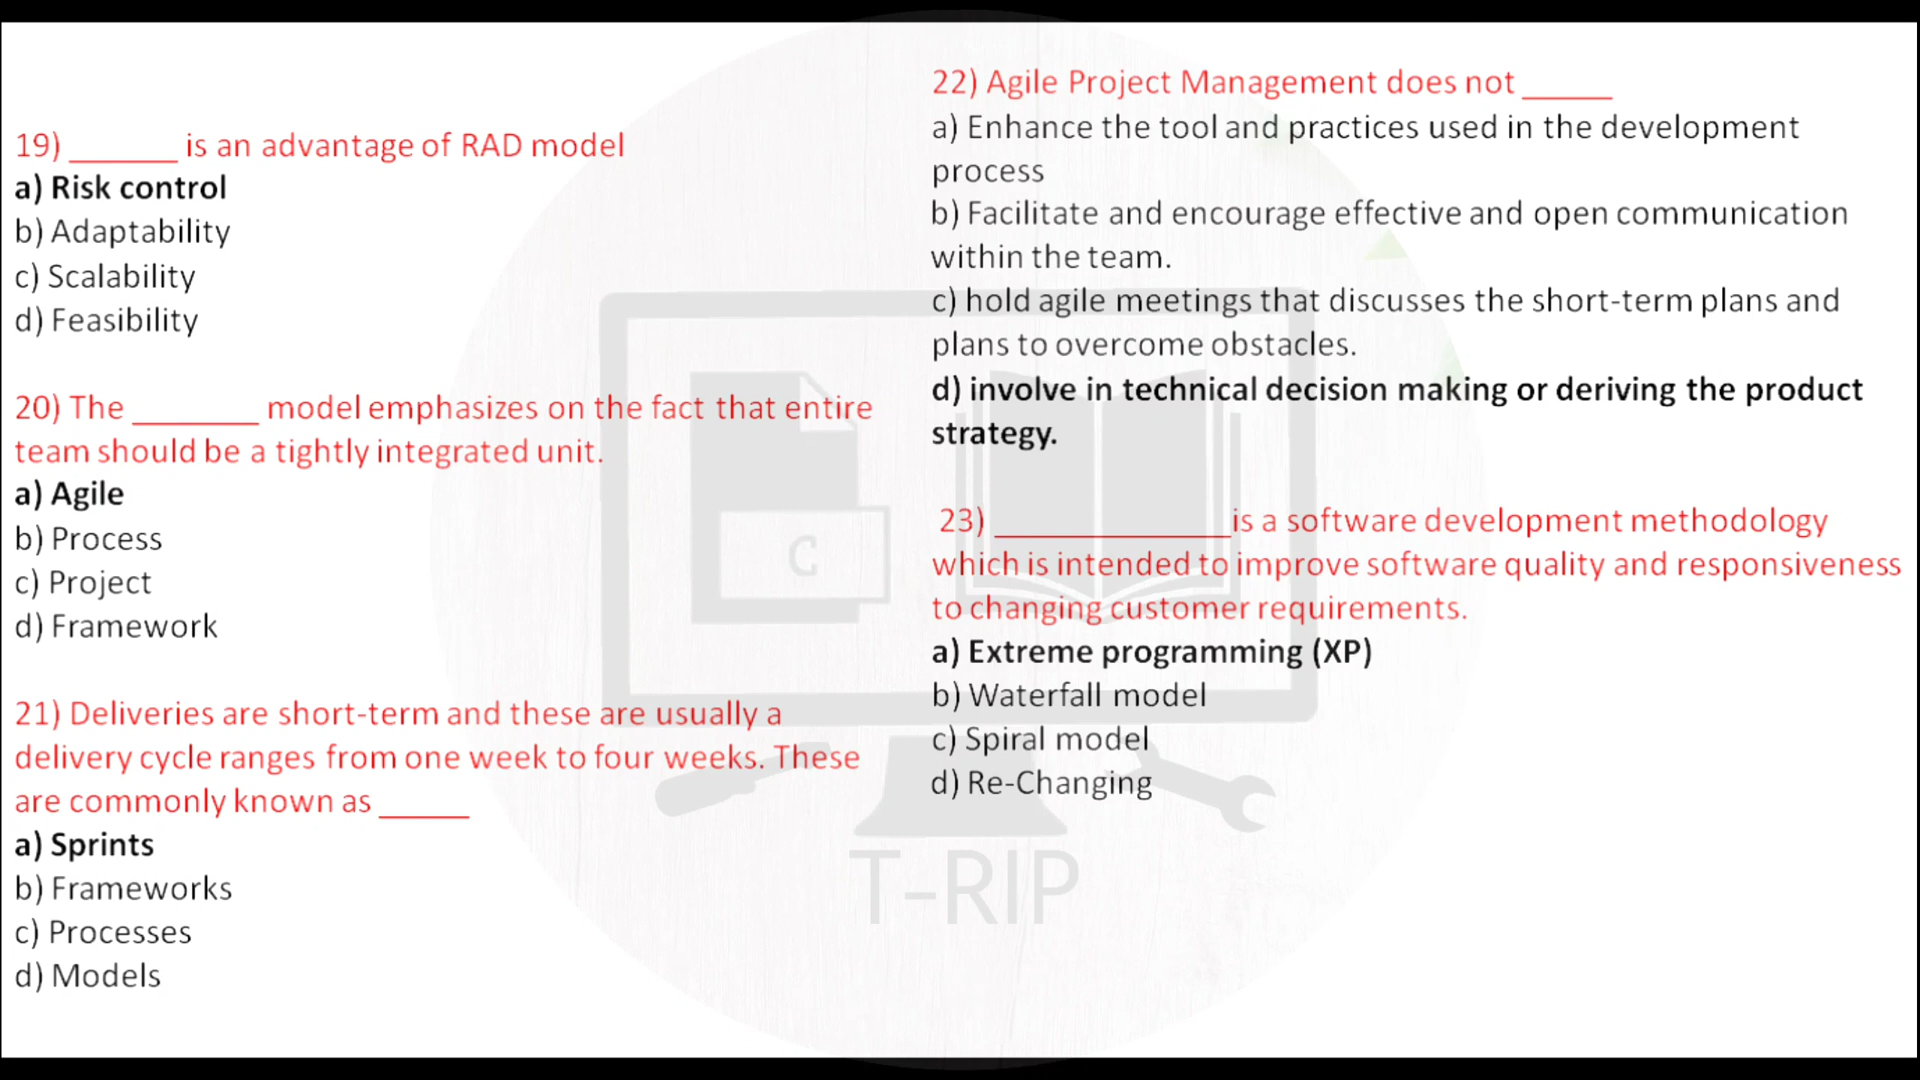 19) ______ is an advantage of RAD model
a) Risk control
b) Adaptability
c) Scalability
d) Feasibility
20) The _______ model emphasizes on the fact that entire
team should be a tightly integrated unit.
a) Agile
b) Process
c) Project
d) Framework
21) Deliveries are short-term and these are usually a
delivery cycle ranges from one week to four weeks. These
are commonly known as _____
a) Sprints
b) Frameworks
c) Processes
d) Models
22) Agile Project Management does not _____
a) Enhance the tool and practices used in the development
process
b) Facilitate and encourage effective and open communication
within the team.
c) hold agile meetings that discusses the short-term plans and
plans to overcome obstacles.
d) involve in technical decision making or deriving the product
strategy.
23) _____________ is a software development methodology
which is intended to improve software quality and responsiveness
to changing customer requirements.
a) Extreme programming (XP)
b) Waterfall model
c) Spiral model
d) Re-Changing
C
T-RIP